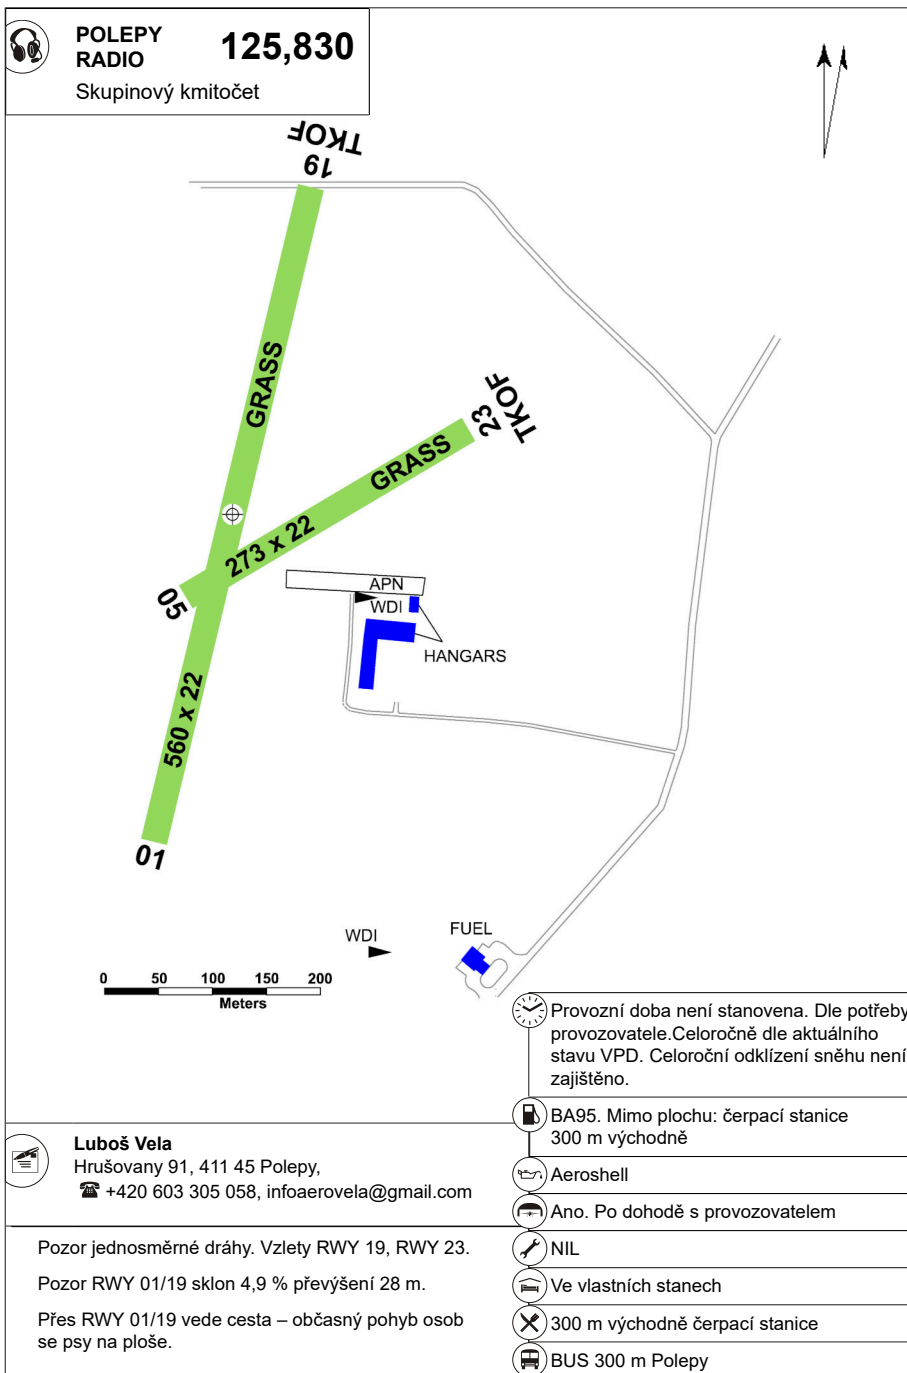 POLEPY
RADIO
125,830
Skupinový kmitočet
TKOF
19
GRASS
23
TKOF
GRASS
273 x 22
05
APN
WDI
HANGARS
560 x 22
01
WDI
FUEL
0 50 100 150 200
Meters
Provozní doba není stanovena. Dle potřeby
provozovatele.Celoročně dle aktuálního
stavu VPD. Celoroční odklízení sněhu není
zajištěno.
BA95. Mimo plochu: čerpací stanice
300 m východně
Aeroshell
Ano. Po dohodě s provozovatelem
NIL
Ve vlastních stanech
300 m východně čerpací stanice
BUS 300 m Polepy
Luboš Vela
Hrušovany 91, 411 45 Polepy,
+420 603 305 058, infoaerovela@gmail.com
Pozor jednosměrné dráhy. Vzlety RWY 19, RWY 23.
Pozor RWY 01/19 sklon 4,9 % převýšení 28 m.
Přes RWY 01/19 vede cesta – občasný pohyb osob
se psy na ploše.